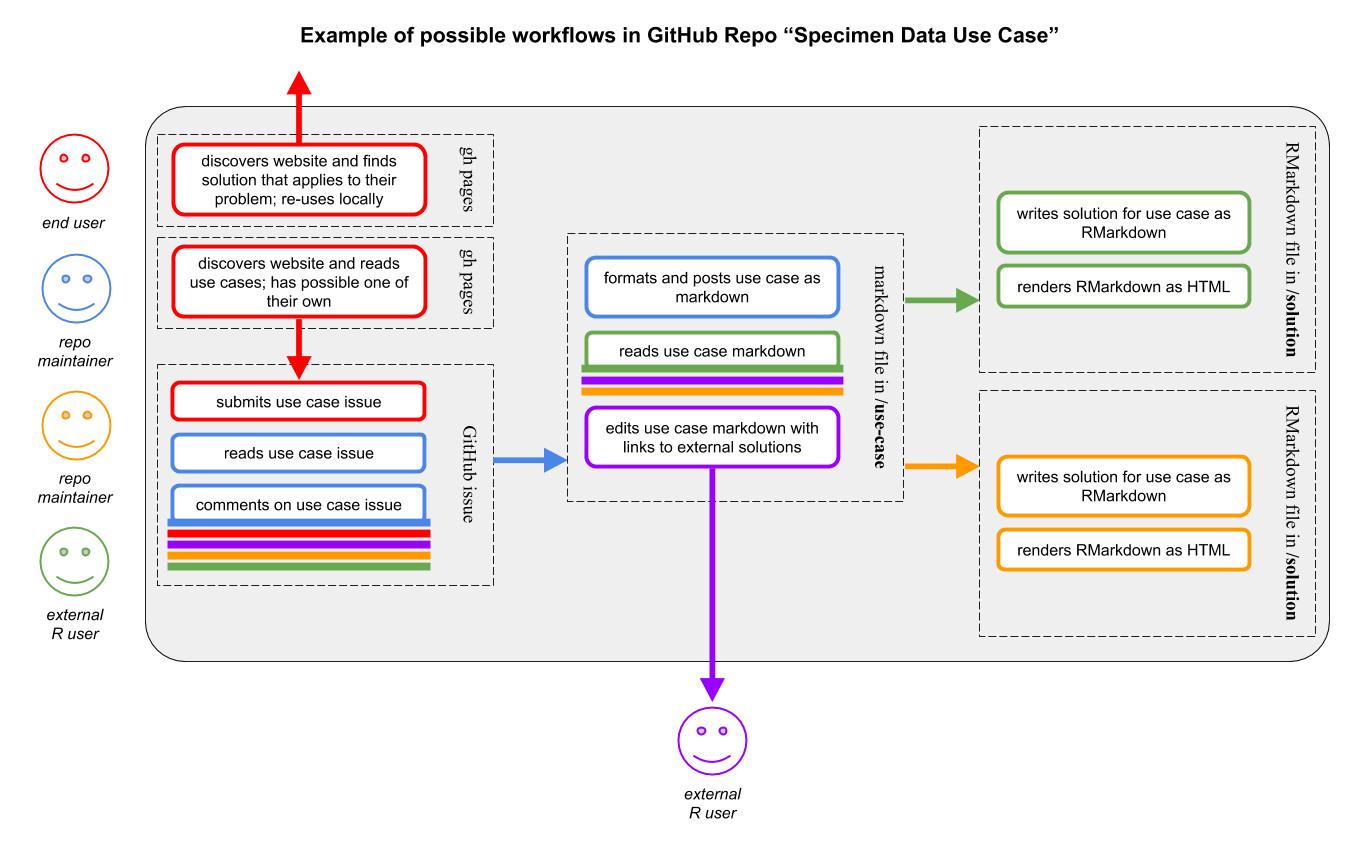 Example of possible workflows in GitHub Repo “Specimen Data Use Case”
end user
repo
maintainer
repo
maintainer
external
R user
discovers website and finds
solution that applies to their
problem; re-uses locally
gh pages
discovers website and reads
use cases; has possible one of
their own
gh pages
submits use case issue
reads use case issue
comments on use case issue
GitHub issue
formats and posts use case as
markdown
reads use case markdown
edits use case markdown with
links to external solutions
markdown file in /use-case
writes solution for use case as
RMarkdown
renders RMarkdown as HTML
RMarkdown file in /solution
writes solution for use case as
RMarkdown
renders RMarkdown as HTML
RMarkdown file in /solution
external
R user